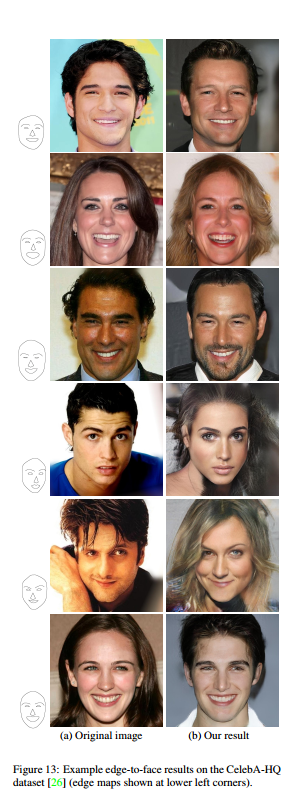 (a) Original image
(b) Our result
Figure 13: Example edge-to-face results on the CelebA-HQ
dataset [26] (edge maps shown at lower left corners).